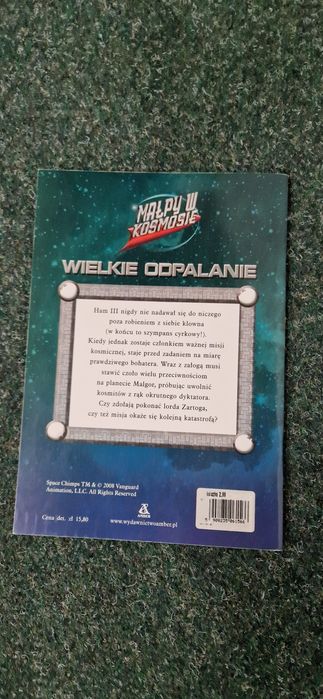 MAŁPY W
KOSMOSIE
WIELKIE ODPALANIE
Ham III nigdy nie nadawał się do niczego
poza robieniem z siebie klowna
(w końcu to szympans cyrkowy!).
Kiedy jednak zostaje członkiem ważnej misji
kosmicznej, staje przed zadaniem na miarę
prawdziwego bohatera. Wraz z załogą musi
stawić czoło wielu przeciwnościom
na planecie Malgor, próbując uwolnić
kosmitów z rąk okrutnego dyktatora.
Czy zdołają pokonać lorda Zartoga,
czy też misja okaże się kolejną katastrofą?
Space Chimps TM & © 2008 Vanguard
Animation, LLC. All Rights Reserved
AMBER
Cena det. zł 15,80
www.wydawnictwoamber.pl
2,99